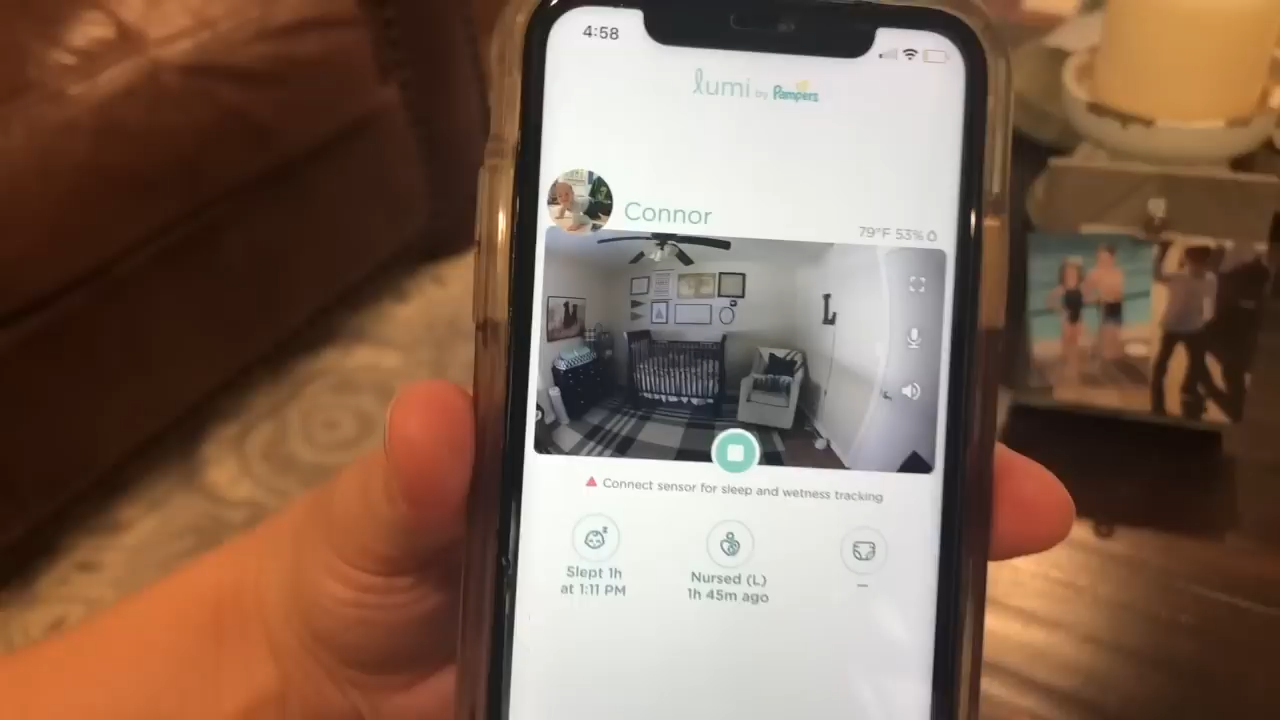 4:58
lumi by Pampers
Connor
79°F 53%
L
Connect sensor for sleep and wetness tracking
Slept 1h
at 1:11 PM
Nursed (L)
1h 45m ago
–